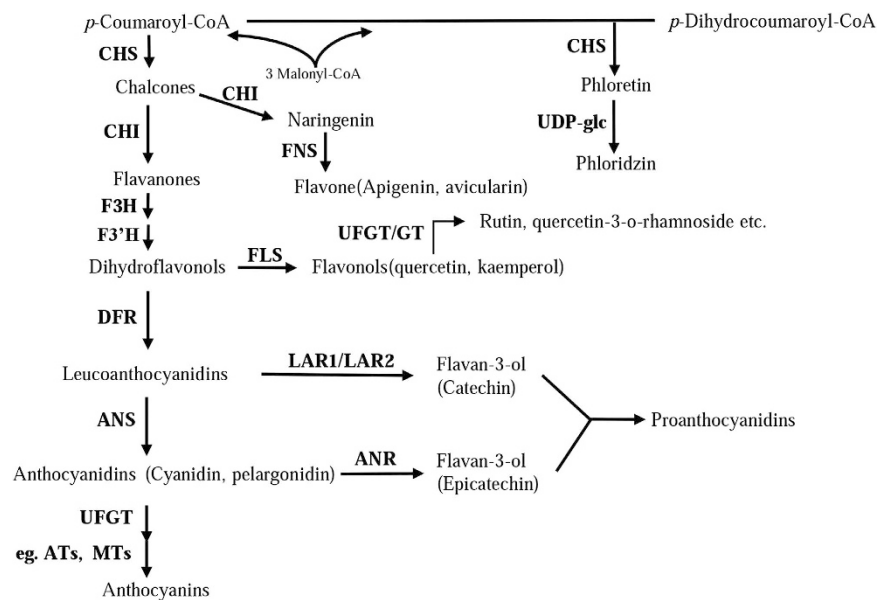 p-Coumaroyl-CoA
p-Dihydrocoumaroyl-CoA
CHS
3 Malonyl-CoA
CHS
Chalcones
CHI
Phloretin
CHI
Naringenin
UDP-glc
FNS
Phloridzin
Flavanones
Flavone(Apigenin, avicularin)
F3H
F3'H
UFGT/GT
Rutin, quercetin-3-o-rhamnoside etc.
Dihydroflavonols
FLS
Flavonols(quercetin, kaemperol)
DFR
Leucoanthocyanidins
LAR1/LAR2
Flavan-3-ol
(Catechin)
Proanthocyanidins
ANS
Anthocyanidins (Cyanidin, pelargonidin)
ANR
Flavan-3-ol
(Epicatechin)
UFGT
eg. ATs, MTs
Anthocyanins